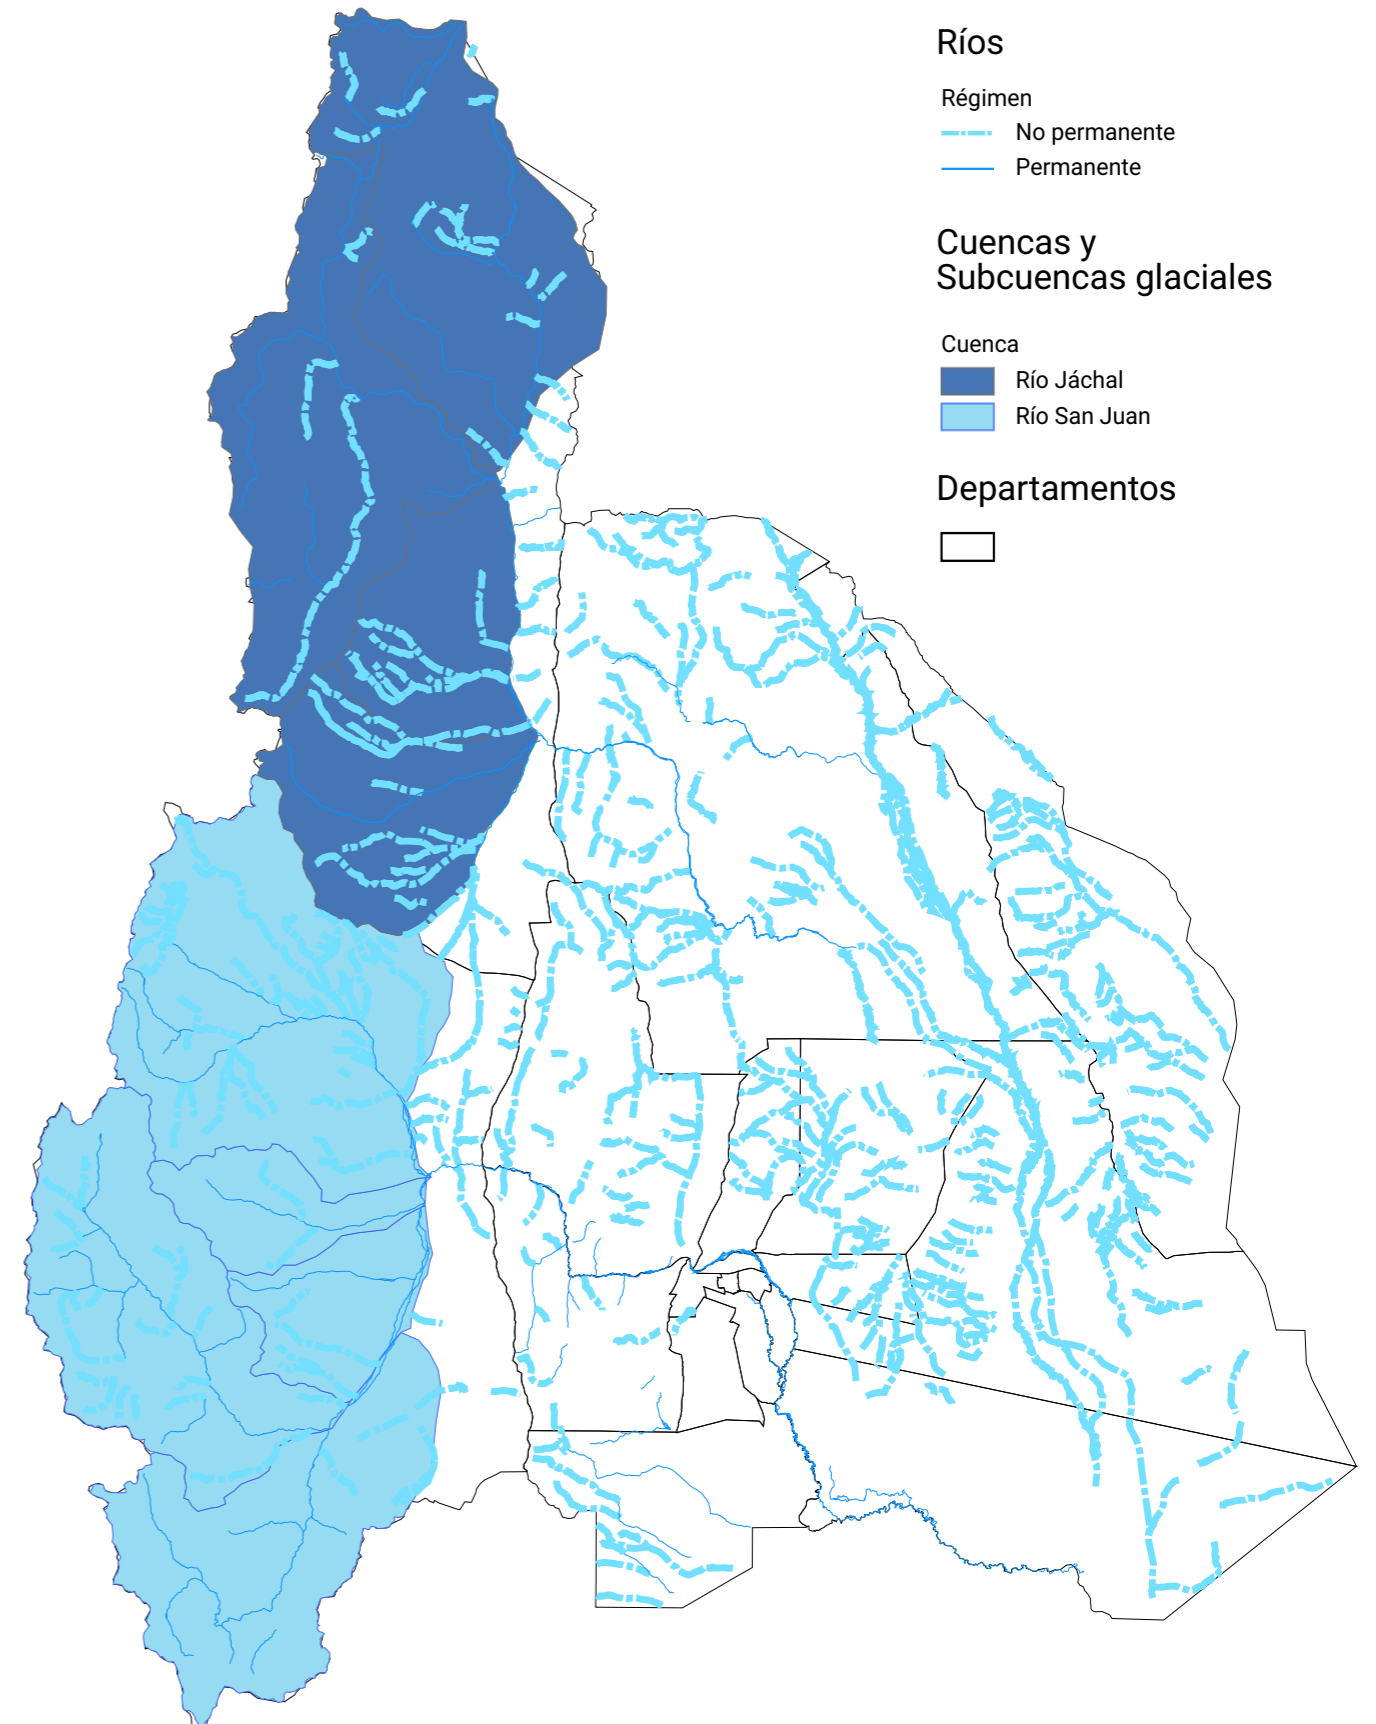 Ríos
Régimen
No permanente
Permanente
Cuencas y
Subcuencas glaciales
Cuenca
Río Jáchal
Río San Juan
Departamentos